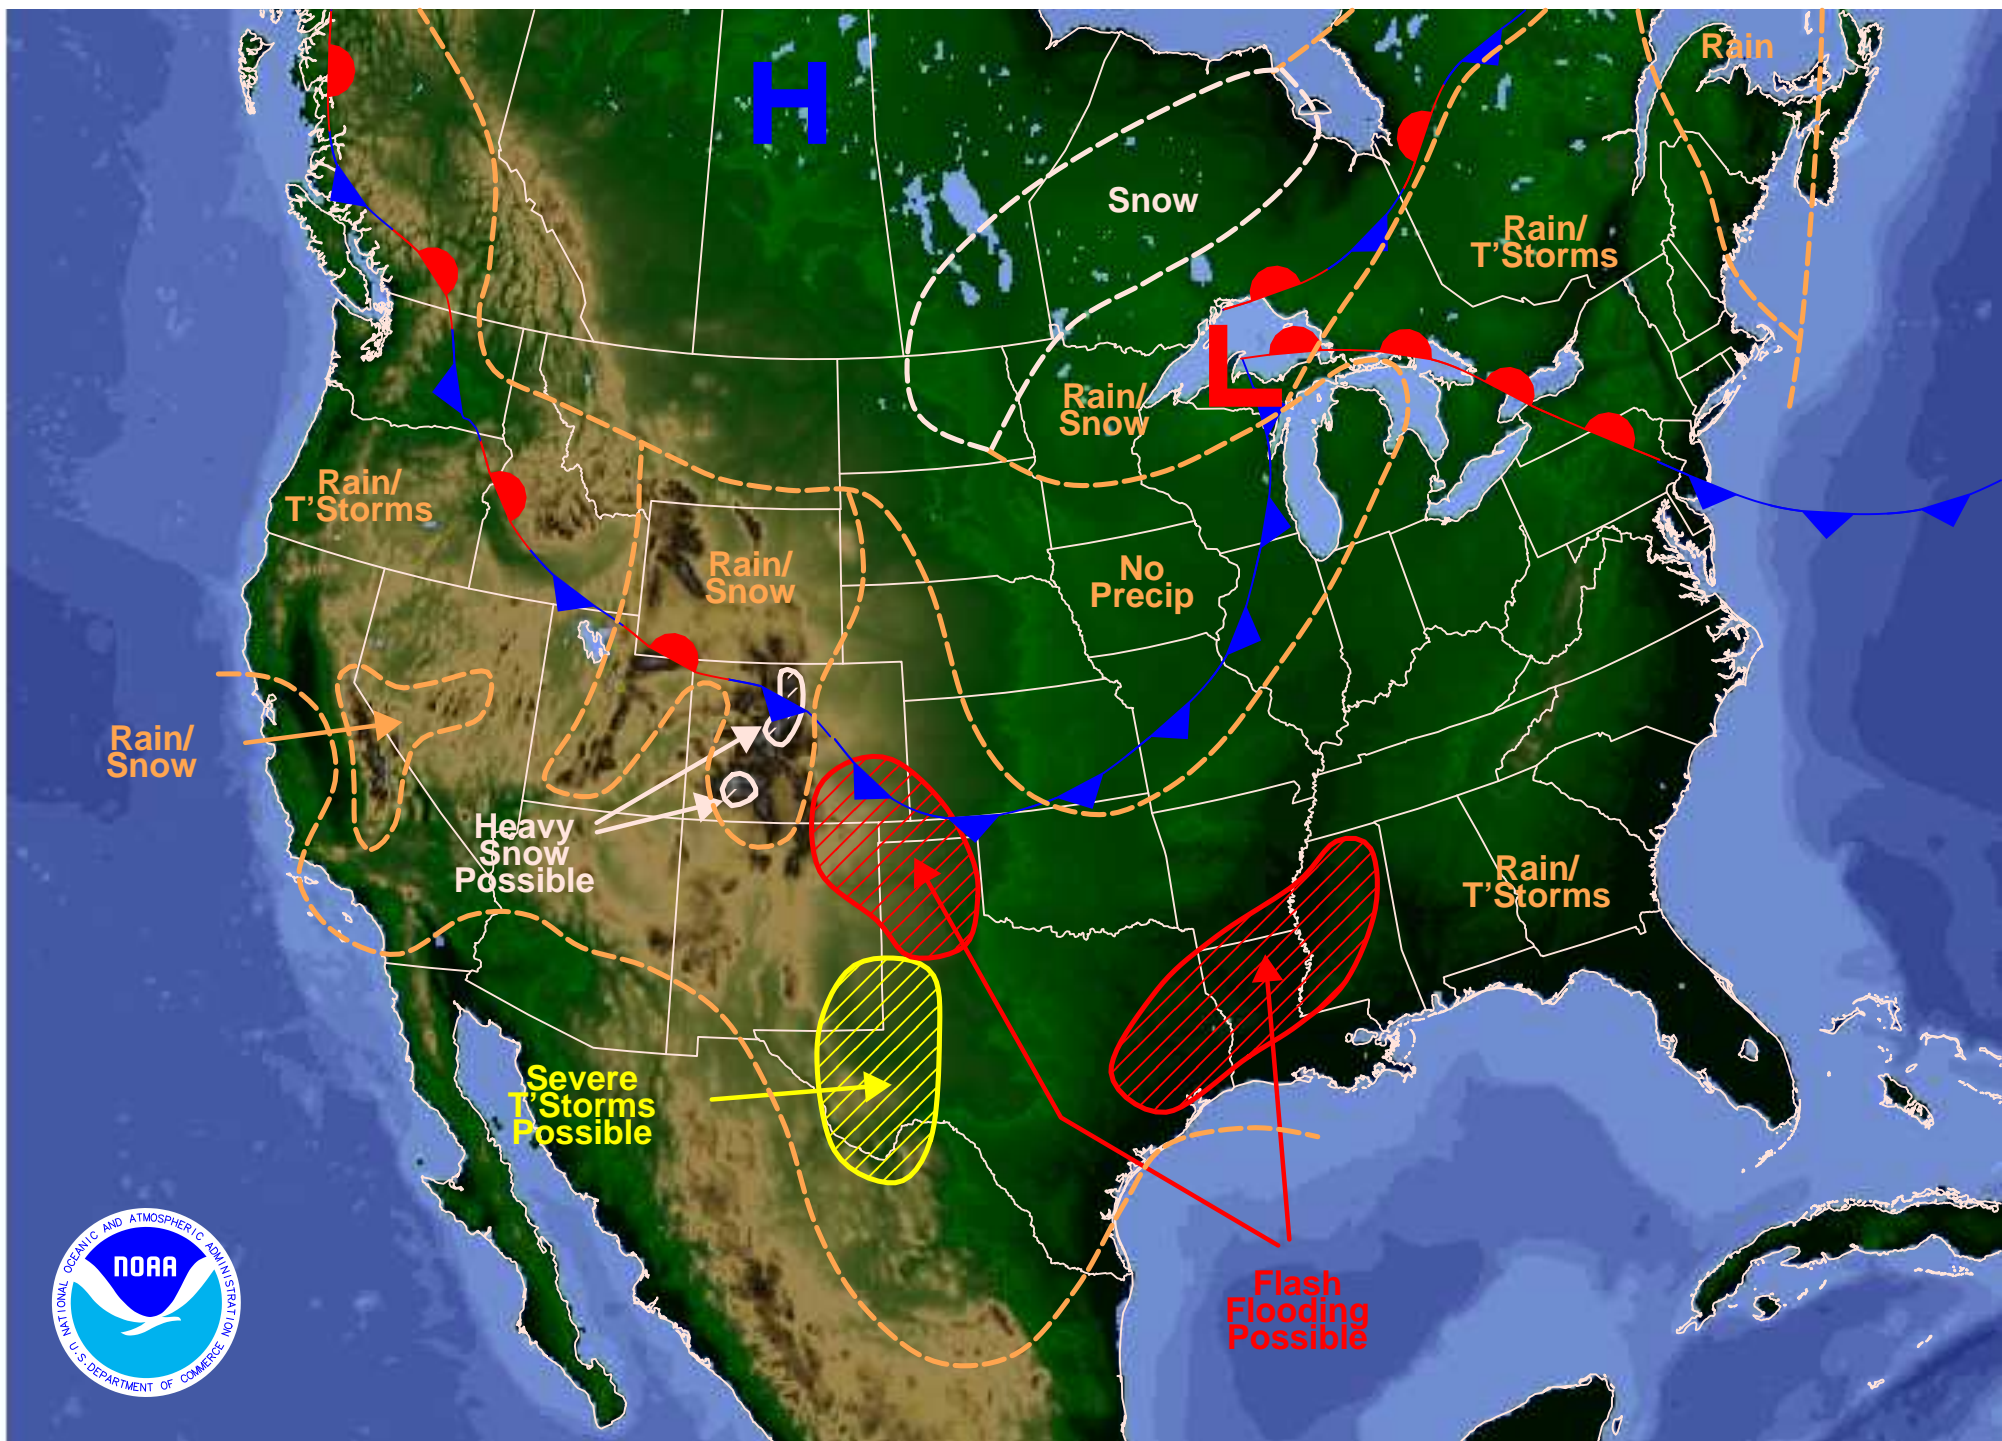 Rain
H
Snow
Rain/
T'Storms
L
Rain/
Snow
Rain/
T'Storms
Rain/
Snow
No
Precip
Rain/
Snow
Heavy
Snow
Possible
Rain/
T'Storms
Severe
T'Storms
Possible
Flash
Flooding
Possible
NATIONAL OCEANIC AND ATMOSPHERIC ADMINISTRATION
NOAA
U.S. DEPARTMENT OF COMMERCE